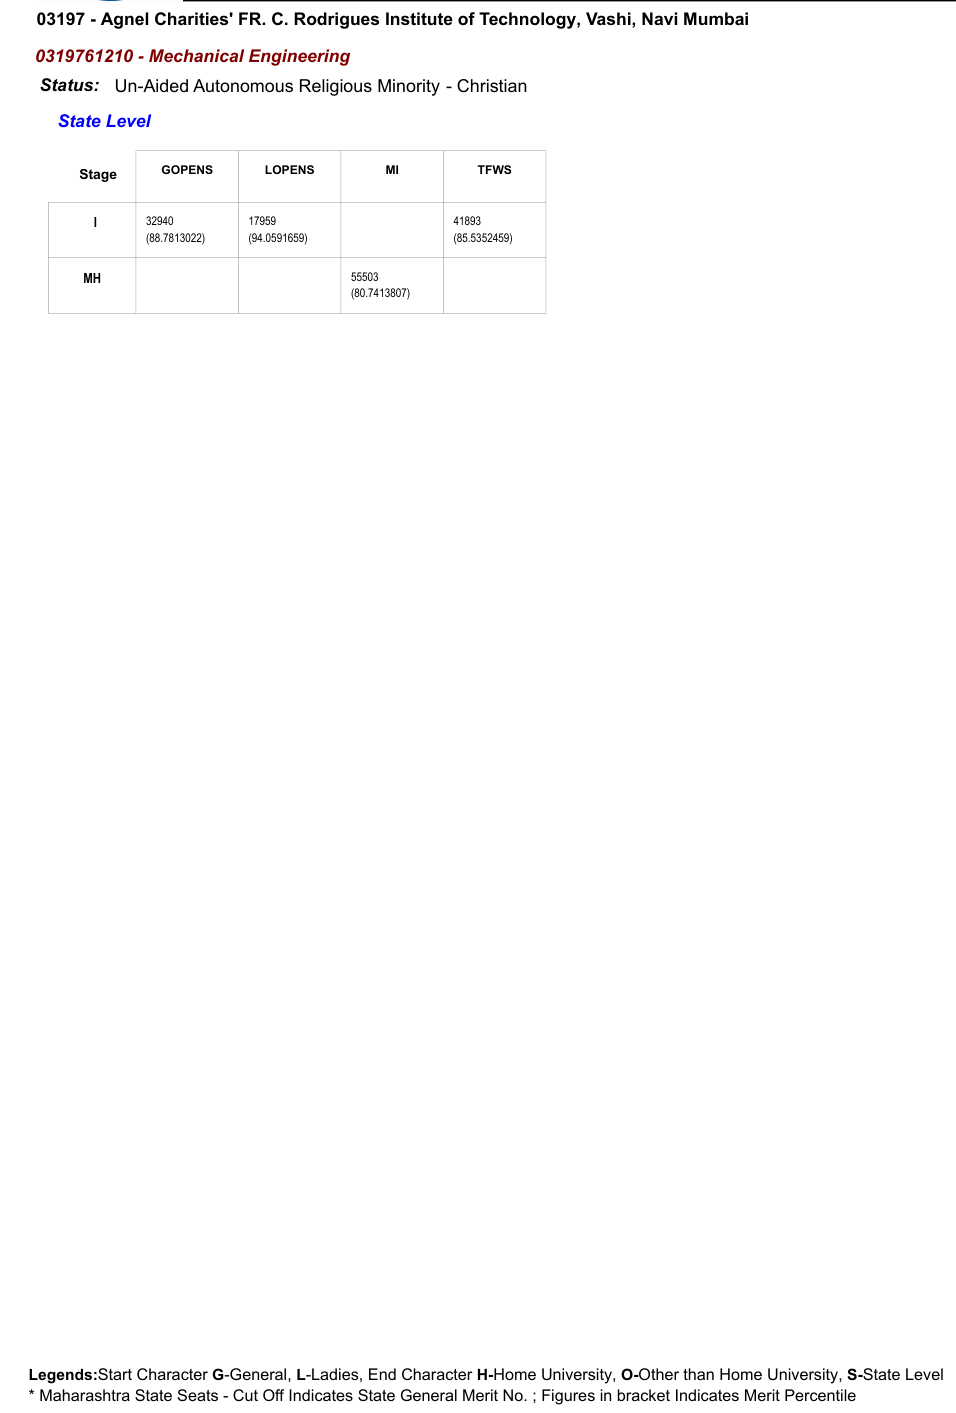 03197 - Agnel Charities' FR. C. Rodrigues Institute of Technology, Vashi, Navi Mumbai
0319761210 - Mechanical Engineering
Status: Un-Aided Autonomous Religious Minority - Christian
State Level
Stage GOPENS LOPENS MI TFWS
I 32940 17959 41893
(88.7813022) (94.0591659) (85.5352459)
MH 55503
(80.7413807)
Legends:Start Character G-General, L-Ladies, End Character H-Home University, O-Other than Home University, S-State Level
* Maharashtra State Seats - Cut Off Indicates State General Merit No. ; Figures in bracket Indicates Merit Percentile